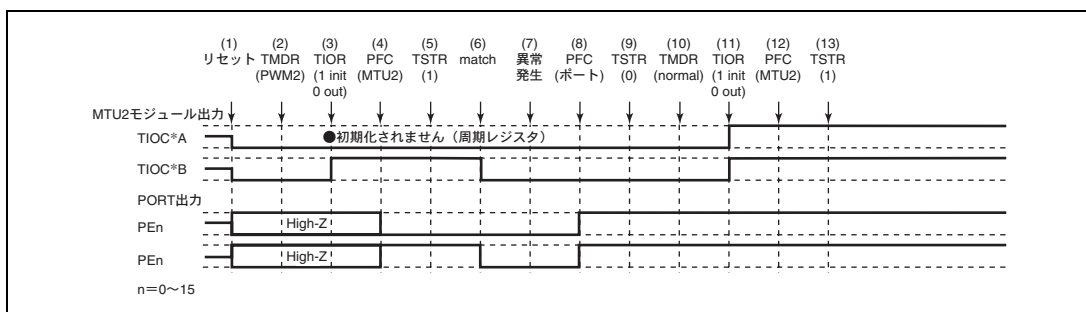 (1) (2) (3) (4) (5) (6) (7) (8) (9) (10) (11) (12) (13)
リセット TMDR TIOR PFC TSTR match 異常 PFC TSTR TMDR TIOR PFC TSTR
(PWM2) (1 init (MTU2) (1) 発生 (ポート) (0) (normal) (1 init (MTU2) (1)
0 out) 0 out)
MTU2モジュール出力
TIOC*A ●初期化されません（周期レジスタ）
TIOC*B
PORT出力
PEn High-Z
PEn High-Z
n＝0～15